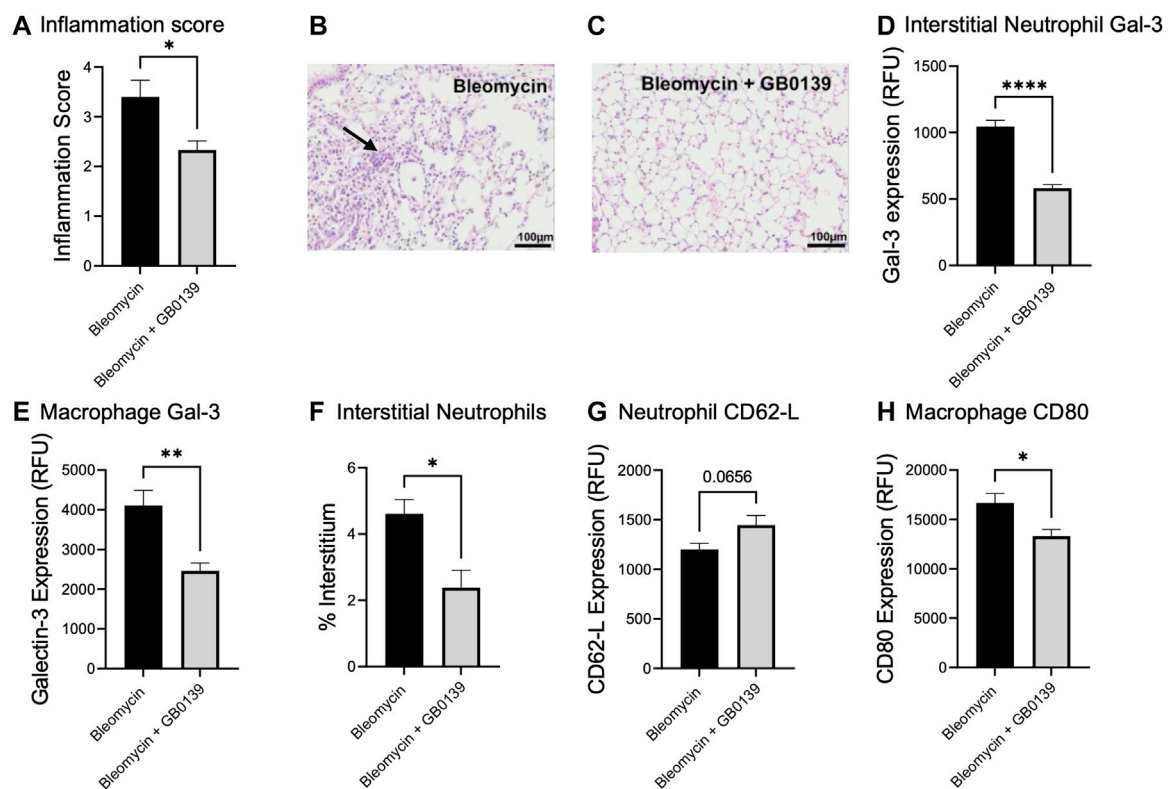 A Inflammation score
*
Inflammation Score
4
3
2
1
0
Bleomycin
Bleomycin + GB0139
B
Bleomycin
100µm
C
Bleomycin + GB0139
100µm
D Interstitial Neutrophil Gal-3
****
Gal-3 expression (RFU)
1500
1000
500
0
Bleomycin
Bleomycin + GB0139
E Macrophage Gal-3
**
Galectin-3 Expression (RFU)
5000
4000
3000
2000
1000
0
Bleomycin
Bleomycin + GB0139
F Interstitial Neutrophils
*
% Interstitium
6
4
2
0
Bleomycin
Bleomycin + GB0139
G Neutrophil CD62-L
0.0656
CD62-L Expression (RFU)
2000
1500
1000
500
0
Bleomycin
Bleomycin + GB0139
H Macrophage CD80
*
CD80 Expression (RFU)
20000
15000
10000
5000
0
Bleomycin
Bleomycin + GB0139